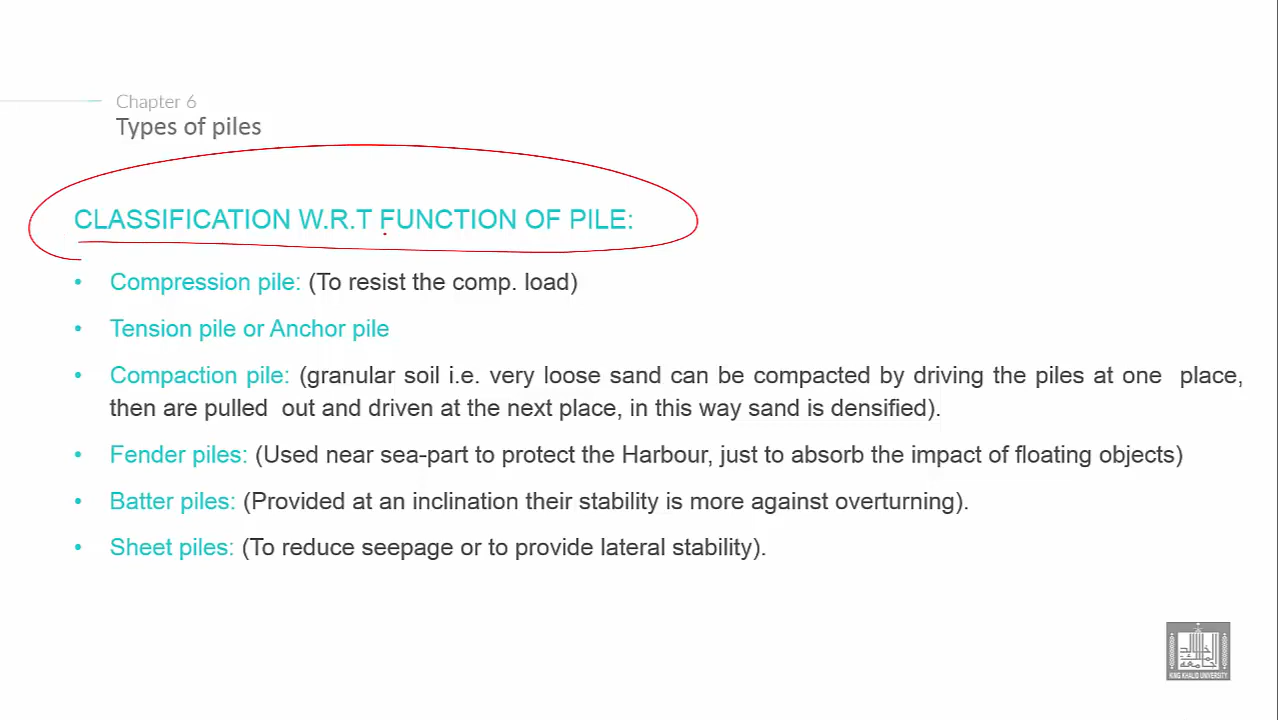 Chapter 6
Types of piles
CLASSIFICATION W.R.T FUNCTION OF PILE:
• Compression pile: (To resist the comp. load)
• Tension pile or Anchor pile
• Compaction pile: (granular soil i.e. very loose sand can be compacted by driving the piles at one place,
then are pulled out and driven at the next place, in this way sand is densified).
• Fender piles: (Used near sea-part to protect the Harbour, just to absorb the impact of floating objects)
• Batter piles: (Provided at an inclination their stability is more against overturning).
• Sheet piles: (To reduce seepage or to provide lateral stability).
KING KHALID UNIVERSITY